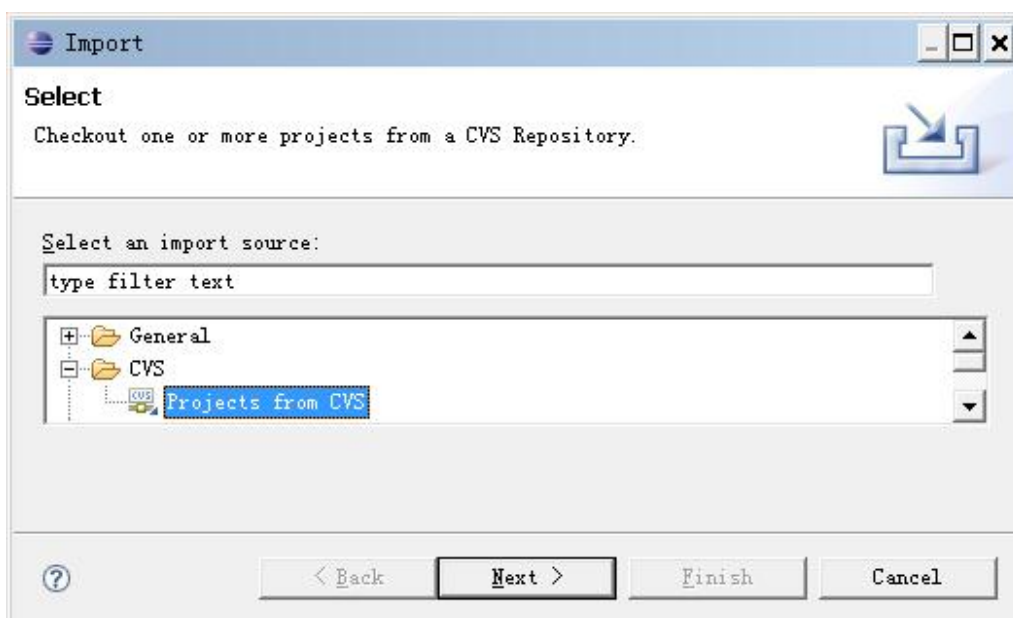 Import
Select
Checkout one or more projects from a CVS Repository.
Select an import source:
type filter text
General
CVS
CVS
Projects from CVS
?
< Back
Next >
Finish
Cancel